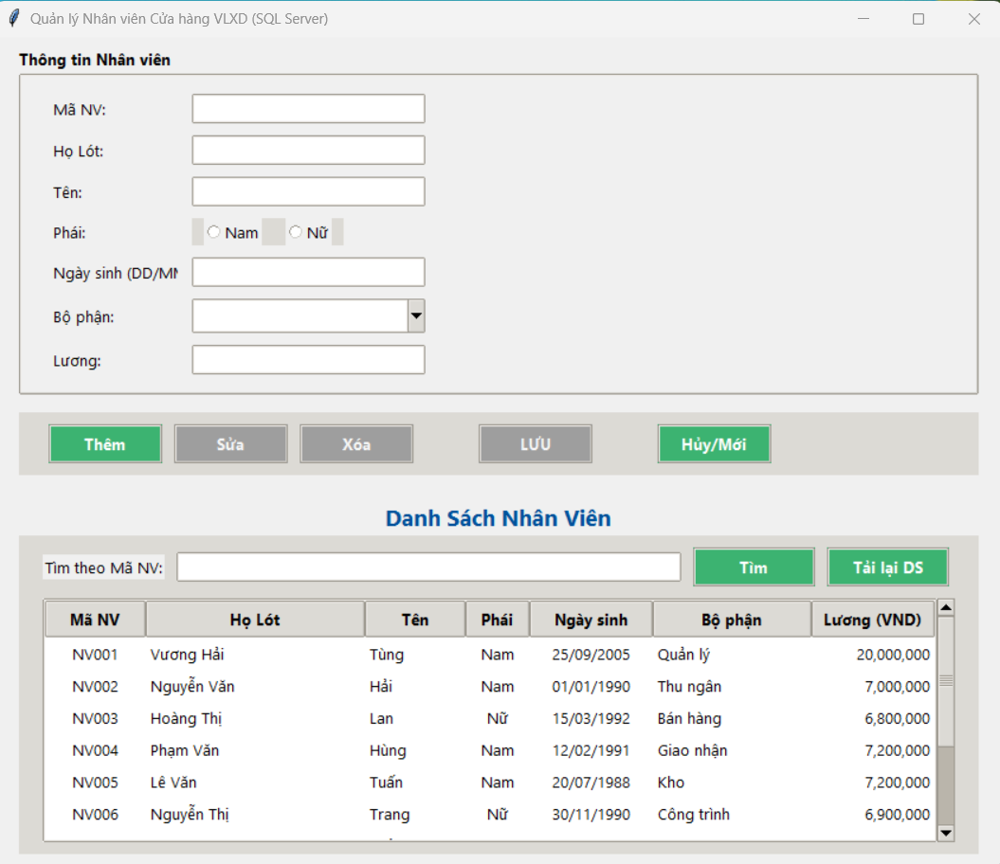 Quản lý Nhân viên Cửa hàng VLXD (SQL Server)
Thông tin Nhân viên
Mã NV:
Họ Lót:
Tên:
Phái: Nam Nữ
Ngày sinh (DD/MM
Bộ phận:
Lương:
Thêm Sửa Xóa LƯU Hủy/Mới
Danh Sách Nhân Viên
Tìm theo Mã NV: Tìm Tải lại DS
Mã NV Họ Lót Tên Phái Ngày sinh Bộ phận Lương (VND)
NV001 Vương Hải Tùng Nam 25/09/2005 Quản lý 20,000,000
NV002 Nguyễn Văn Hải Nam 01/01/1990 Thu ngân 7,000,000
NV003 Hoàng Thị Lan Nữ 15/03/1992 Bán hàng 6,800,000
NV004 Phạm Văn Hùng Nam 12/02/1991 Giao nhận 7,200,000
NV005 Lê Văn Tuấn Nam 20/07/1988 Kho 7,200,000
NV006 Nguyễn Thị Trang Nữ 30/11/1990 Công trình 6,900,000